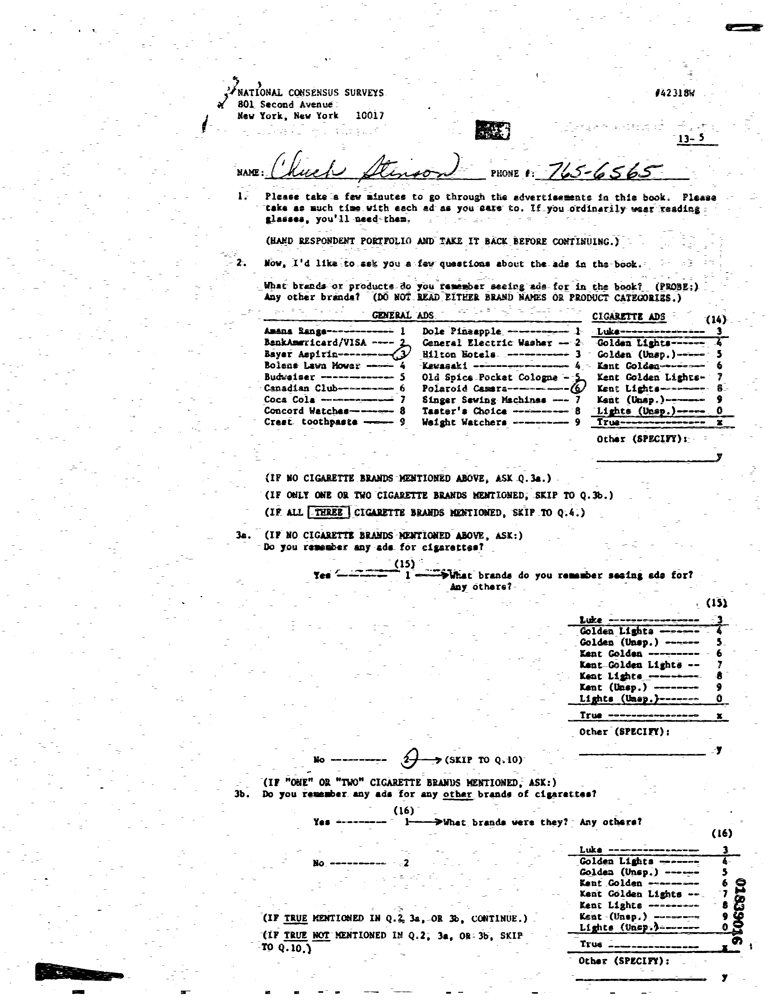 NATIONAL CONSENSUS SURVEYS #42318W
801 Second Avenue
New York, New York 10017
13- 5
NAME: Chuck Stinson PHONE #: 765-6565
1. Please take a few minutes to go through the advertisements in this book. Please
take as much time with each ad as you care to. If you ordinarily wear reading
glasses, you'll need them.
(HAND RESPONDENT PORTFOLIO AND TAKE IT BACK BEFORE CONTINUING.)
2. Now, I'd like to ask you a few questions about the ads in the book.
What brands or products do you remember seeing ads for in the book? (PROBE:)
Any other brands? (DO NOT READ EITHER BRAND NAMES OR PRODUCT CATEGORIES.)
GENERAL ADS CIGARETTE ADS (14)
Amana Range------------ 1 Dole Pineapple ----------- 1 Luke----------------- 3
BankAmericard/VISA ---- 2 General Electric Washer -- 2 Golden Lights------ 4
Bayer Aspirin---------- 3 Hilton Hotels ----------- 3 Golden (Unsp.)----- 5
Bolens Lawn Mower ----- 4 Kawasaki ----------------- 4 Kent Golden-------- 6
Budweiser ------------- 5 Old Spice Pocket Cologne - 5 Kent Golden Lights- 7
Canadian Club---------- 6 Polaroid Camera----------- 6 Kent Lights-------- 8
Coca Cola ------------- 7 Singer Sewing Machines --- 7 Kent (Unsp.)------- 9
Concord Watches-------- 8 Taster's Choice ---------- 8 Lights (Unsp.)----- 0
Crest toothpaste ------ 9 Weight Watchers ---------- 9 True--------------- x
Other (SPECIFY):
y
(IF NO CIGARETTE BRANDS MENTIONED ABOVE, ASK Q.3a.)
(IF ONLY ONE OR TWO CIGARETTE BRANDS MENTIONED, SKIP TO Q.3b.)
(IF ALL THREE CIGARETTE BRANDS MENTIONED, SKIP TO Q.4.)
3a. (IF NO CIGARETTE BRANDS MENTIONED ABOVE, ASK:)
Do you remember any ads for cigarettes?
(15)
Yes -------- 1 What brands do you remember seeing ads for?
Any others?
(15)
Luke ---------------- 3
Golden Lights ------- 4
Golden (Unsp.) ------ 5
Kent Golden --------- 6
Kent Golden Lights -- 7
Kent Lights --------- 8
Kent (Unsp.) -------- 9
Lights (Unsp.)------- 0
True ---------------- x
Other (SPECIFY):
y
No --------- 2 (SKIP TO Q.10)
(IF "ONE" OR "TWO" CIGARETTE BRANDS MENTIONED, ASK:)
3b. Do you remember any ads for any other brands of cigarettes?
(16)
Yes --------- 1 What brands were they? Any others?
(16)
Luke ---------------- 3
No ---------- 2 Golden Lights ------- 4
Golden (Unsp.) ------ 5
Kent Golden --------- 6
Kent Golden Lights -- 7
Kent Lights --------- 8
(IF TRUE MENTIONED IN Q.2, 3a, OR 3b, CONTINUE.) Kent (Unsp.) -------- 9
Lights (Unsp.)------- 0
(IF TRUE NOT MENTIONED IN Q.2, 3a, OR 3b, SKIP
TO Q.10.) True ---------------- x
Other (SPECIFY):
y
01839016